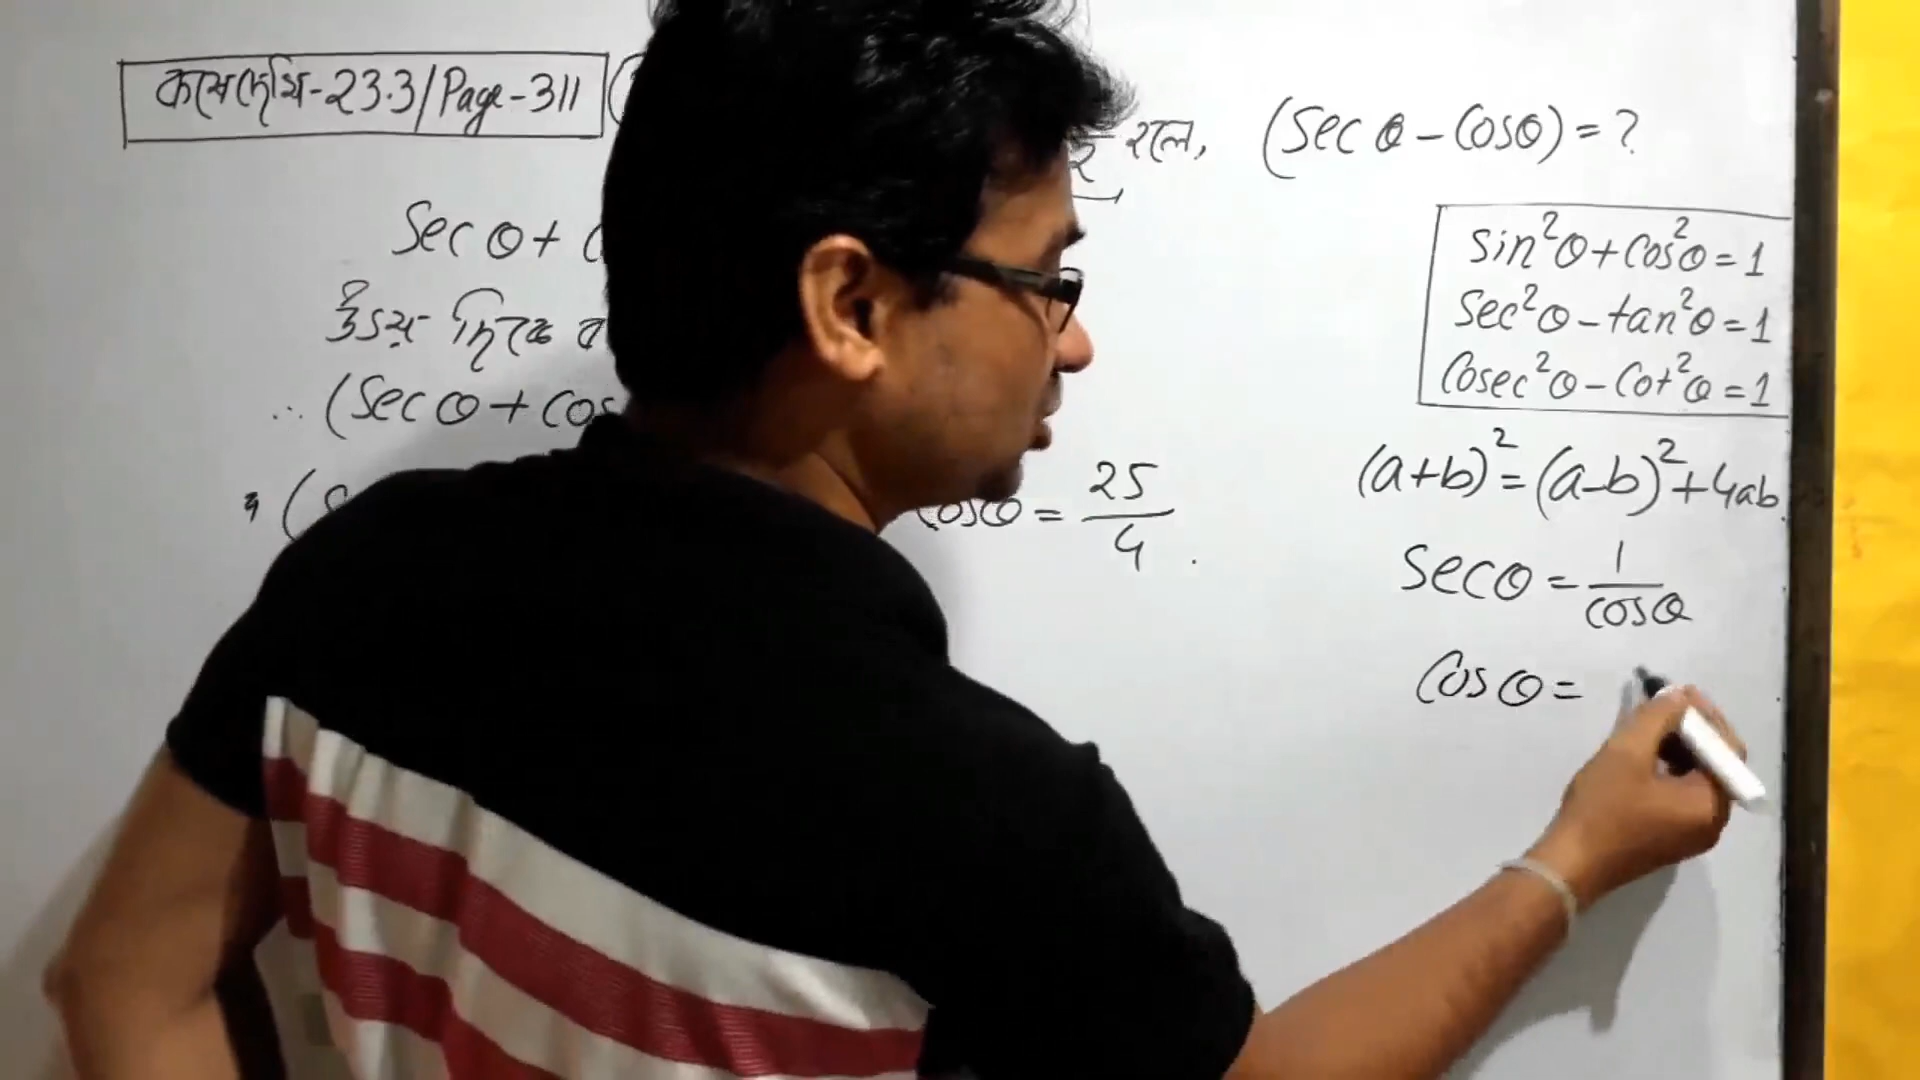 কষে দেখি-23.3/Page-311
হলে, (Sec θ - Cosθ) = ?
Sec θ +
উভয় দিকে
∴ (Sec θ + Cos
Cosθ = 25/4.
Sin²θ + Cos²θ = 1
Sec²θ - tan²θ = 1
Cosec²θ - Cot²θ = 1
(a+b)² = (a-b)² + 4ab.
Secθ = 1/Cosθ
Cosθ =